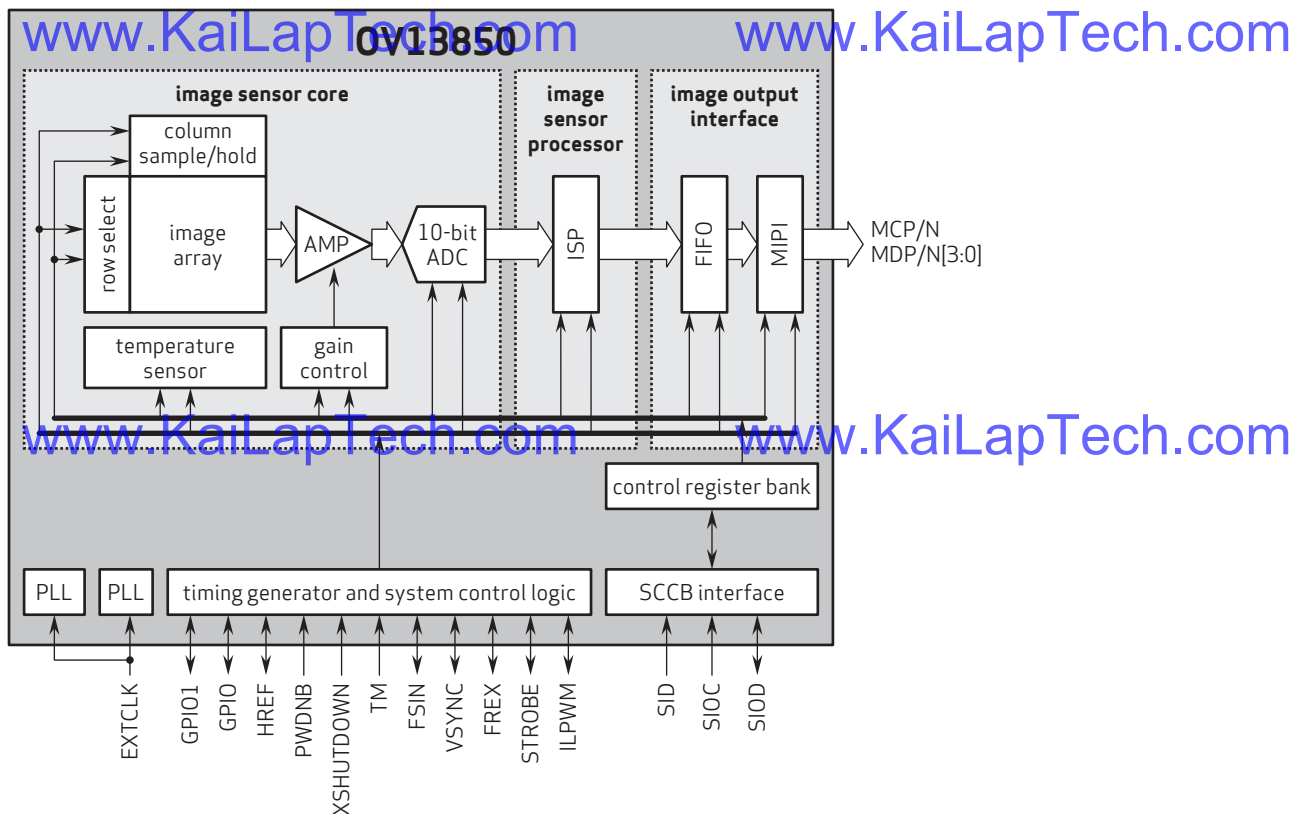 www.KaiLapTech.com
www.KaiLapTech.com
OV13850
image sensor core
image
sensor
processor
image output
interface
column
sample/hold
row select
image
array
AMP
10-bit
ADC
ISP
FIFO
MIPI
MCP/N
MDP/N[3:0]
temperature
sensor
gain
control
www.KaiLapTech.com
www.KaiLapTech.com
control register bank
PLL
PLL
timing generator and system control logic
SCCB interface
EXTCLK
GPIO1
GPIO
HREF
PWDNB
XSHUTDOWN
TM
FSIN
VSYNC
FREX
STROBE
ILPWM
SID
SIOC
SIOD